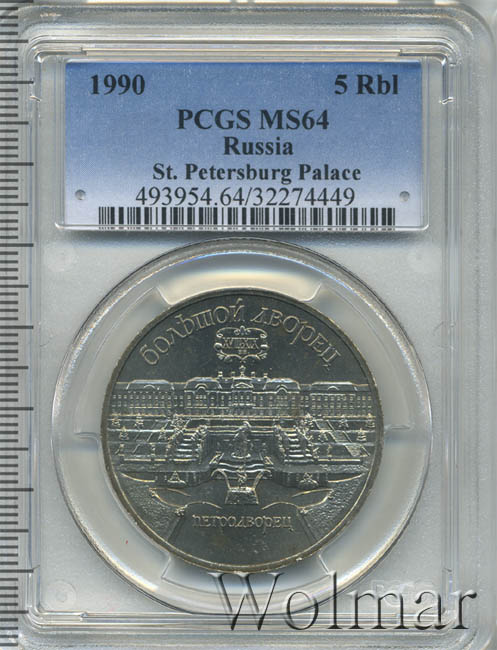 1990 5 Rbl
PCGS MS64
Russia
St. Petersburg Palace
493954.64/32274449
БОЛЬШОЙ ДВОРЕЦ
ПЕТРОДВОРЕЦ
Wolmar